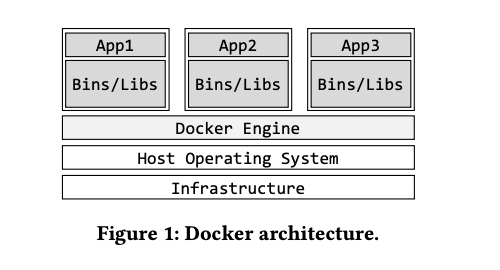 App1 App2 App3
Bins/Libs Bins/Libs Bins/Libs
Docker Engine
Host Operating System
Infrastructure
Figure 1: Docker architecture.